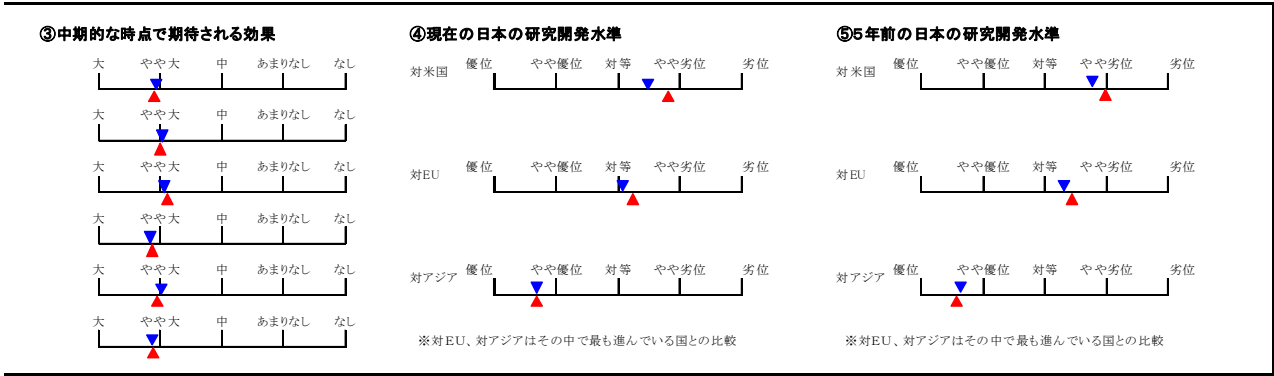 ③中期的な時点で期待される効果
大 やや大 中 あまりなし なし
大 やや大 中 あまりなし なし
大 やや大 中 あまりなし なし
大 やや大 中 あまりなし なし
大 やや大 中 あまりなし なし
大 やや大 中 あまりなし なし
④現在の日本の研究開発水準
対米国 優位 やや優位 対等 やや劣位 劣位
対EU 優位 やや優位 対等 やや劣位 劣位
対アジア 優位 やや優位 対等 やや劣位 劣位
※対EU、対アジアはその中で最も進んでいる国との比較
⑤5年前の日本の研究開発水準
対米国 優位 やや優位 対等 やや劣位 劣位
対EU 優位 やや優位 対等 やや劣位 劣位
対アジア 優位 やや優位 対等 やや劣位 劣位
※対EU、対アジアはその中で最も進んでいる国との比較